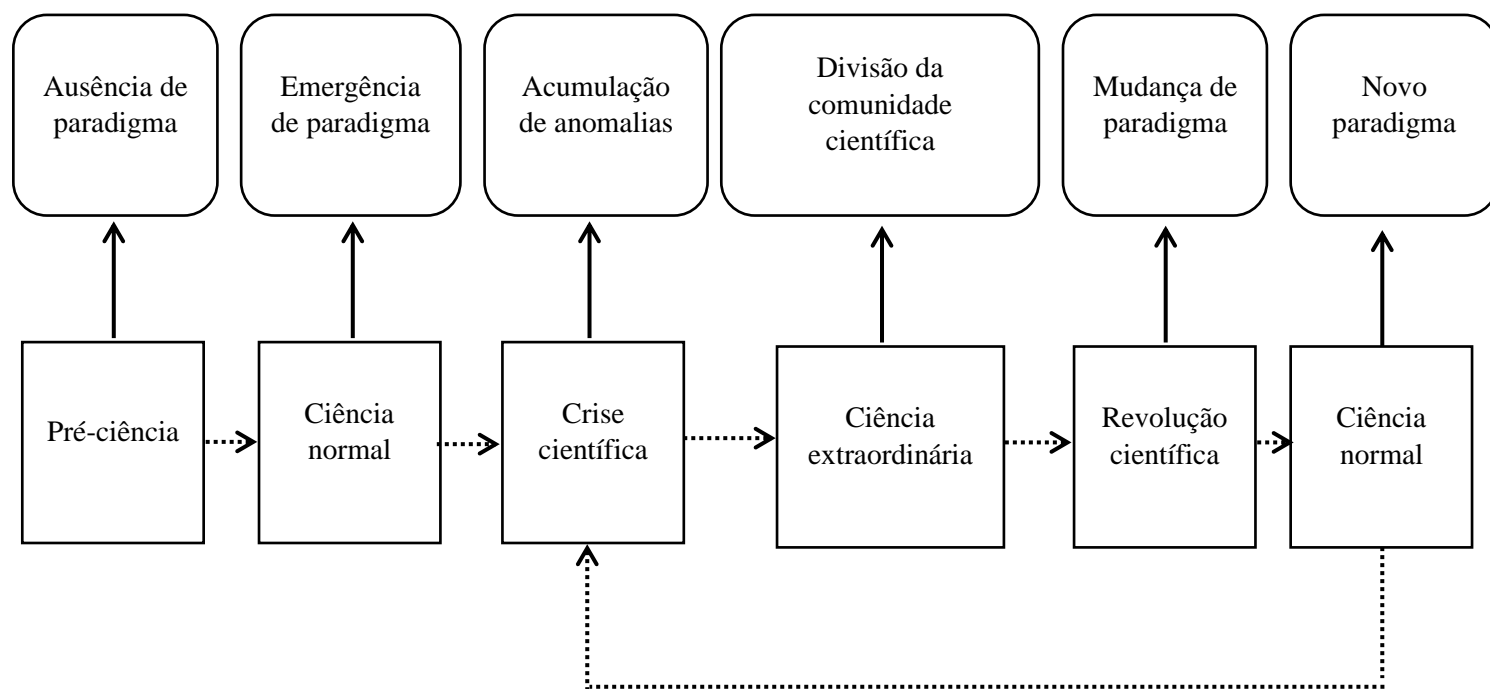 Ausência de
paradigma
Emergência
de paradigma
Acumulação
de anomalias
Divisão da
comunidade
científica
Mudança de
paradigma
Novo
paradigma
Pré-ciência
Ciência
normal
Crise
científica
Ciência
extraordinária
Revolução
científica
Ciência
normal